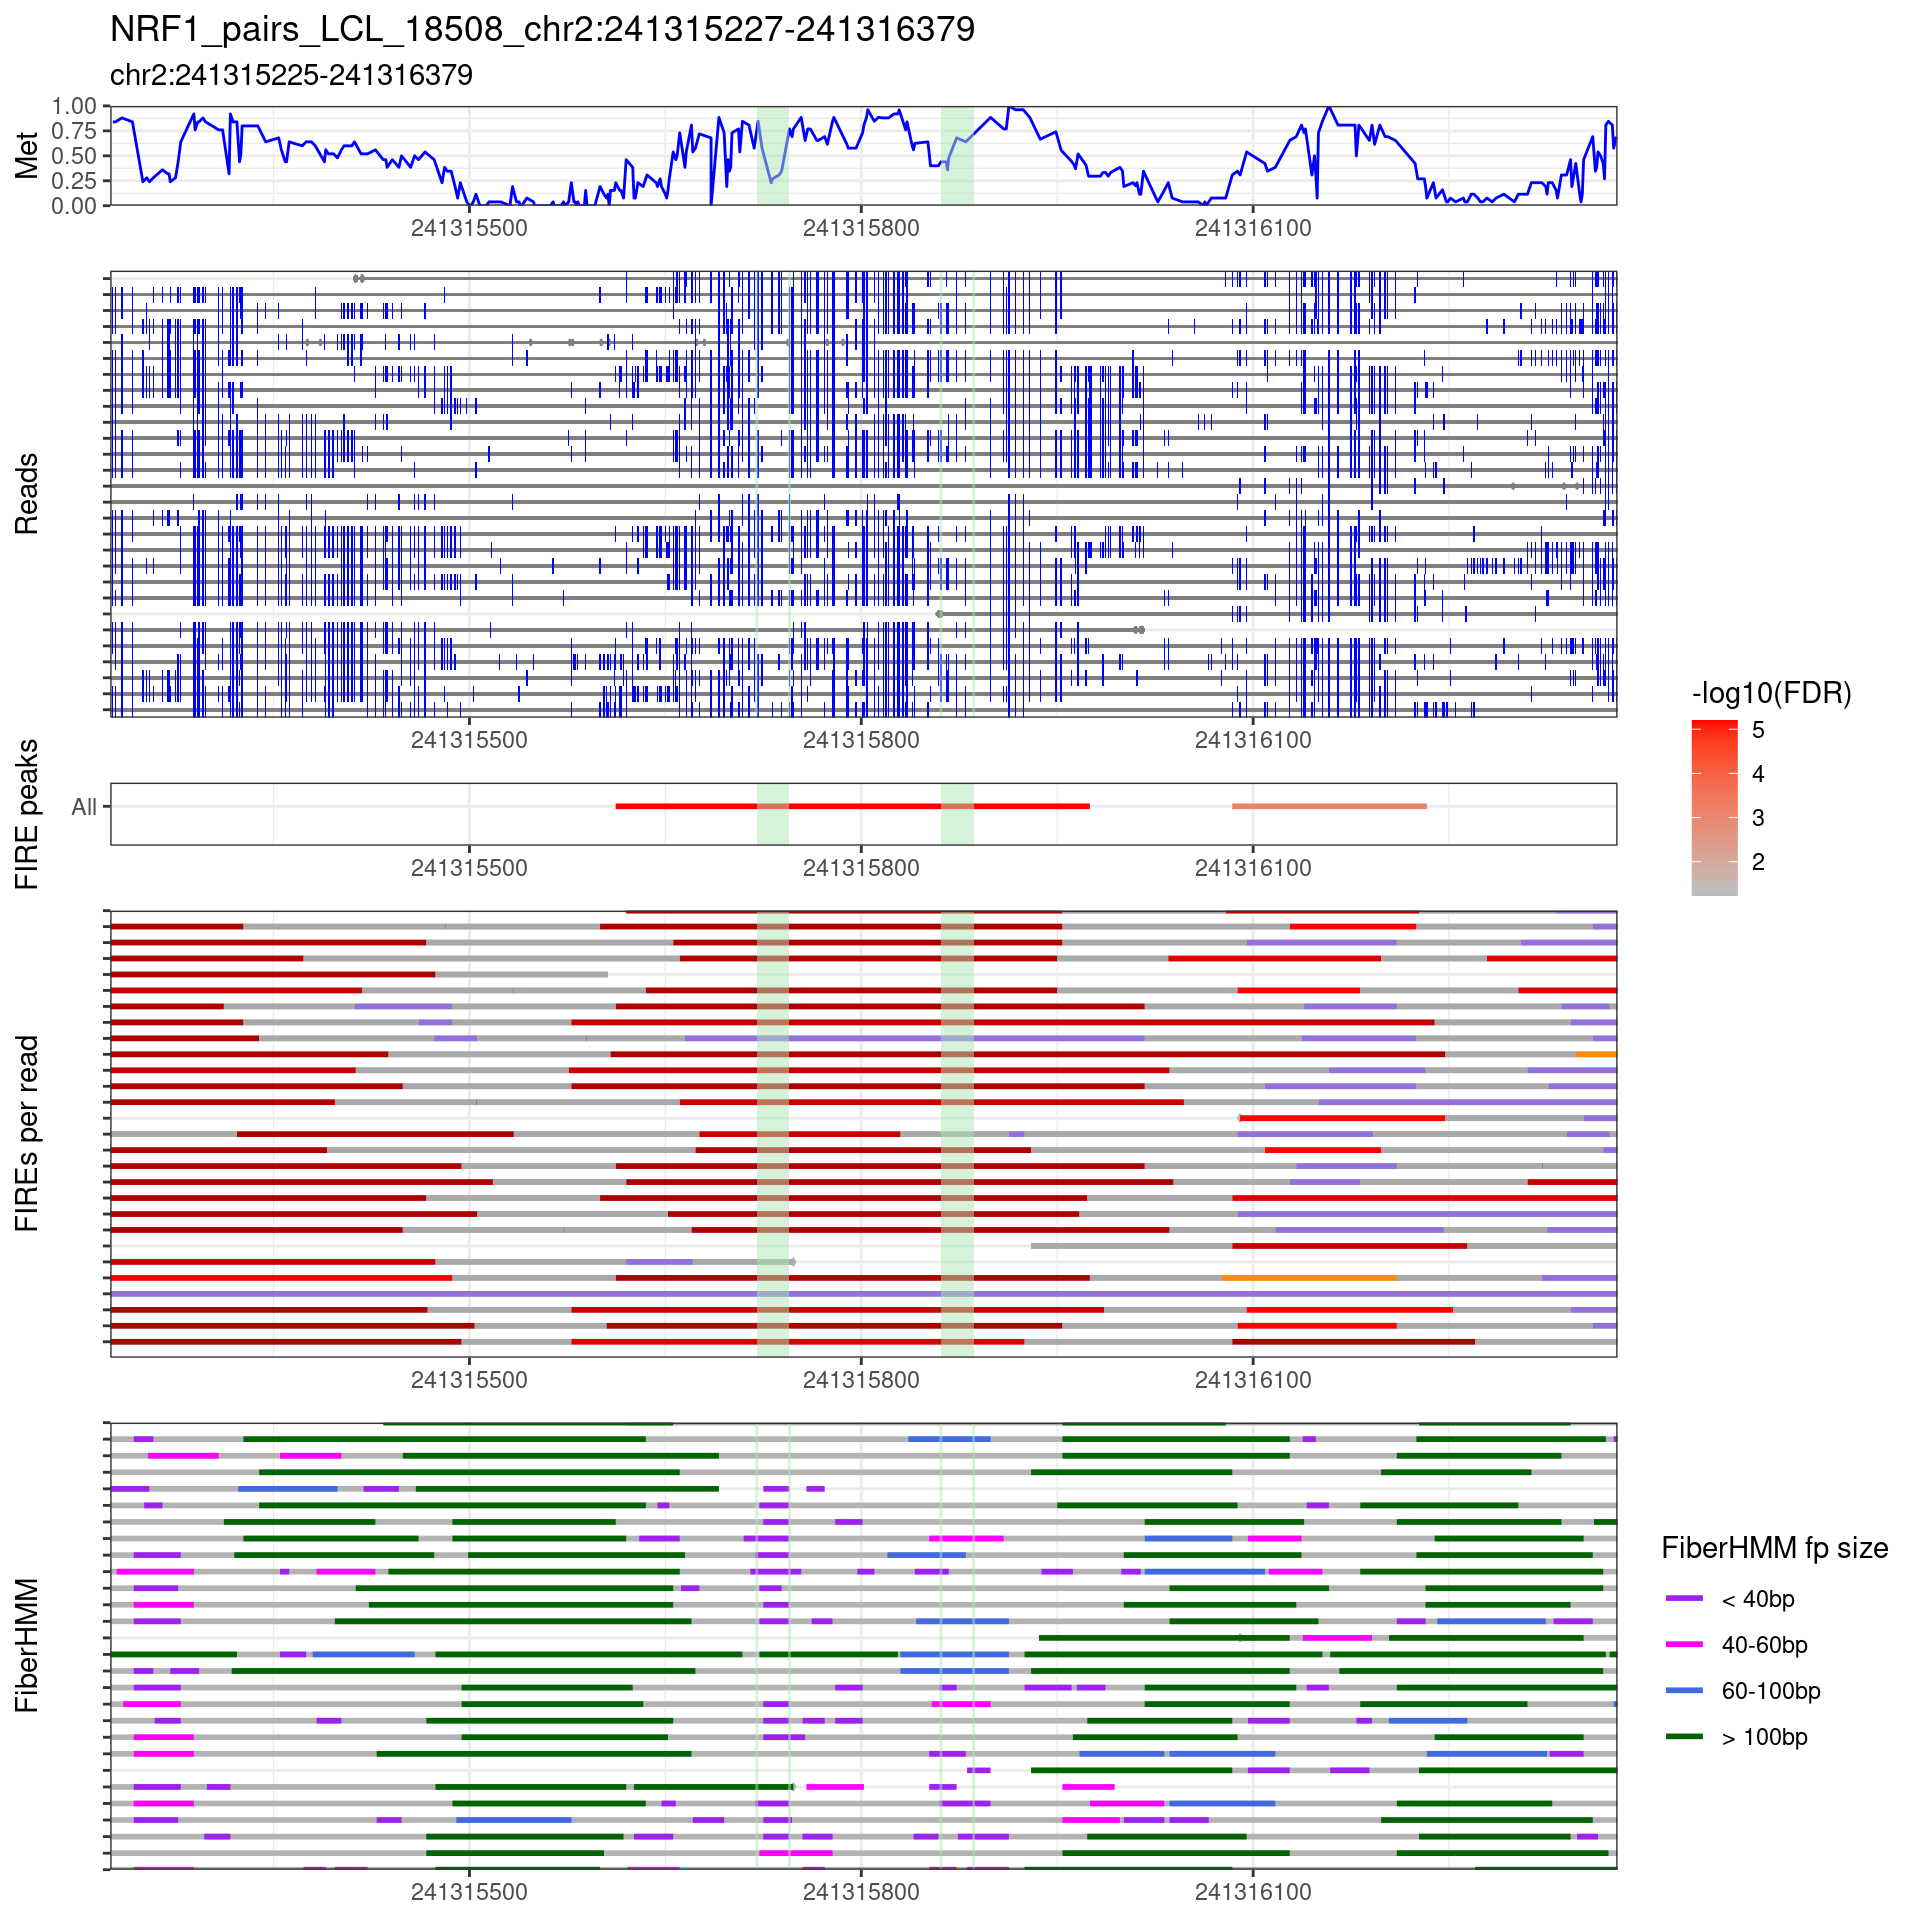 NRF1_pairs_LCL_18508_chr2:241315227-241316379
chr2:241315225-241316379
Met
1.00
0.75
0.50
0.25
0.00
241315500 241315800 241316100
Reads
241315500 241315800 241316100
FIRE peaks
All
241315500 241315800 241316100
-log10(FDR)
5
4
3
2
FIREs per read
241315500 241315800 241316100
FiberHMM
241315500 241315800 241316100
FiberHMM fp size
< 40bp
40-60bp
60-100bp
> 100bp